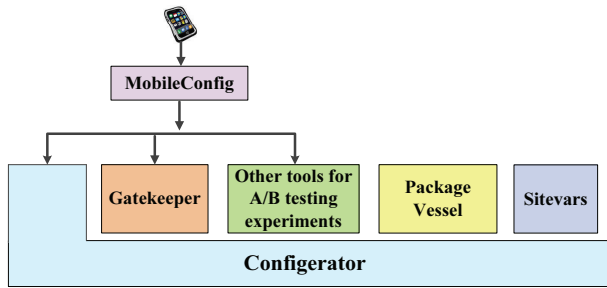 MobileConfig
Gatekeeper
Other tools for
A/B testing
experiments
Package
Vessel
Sitevars
Configerator